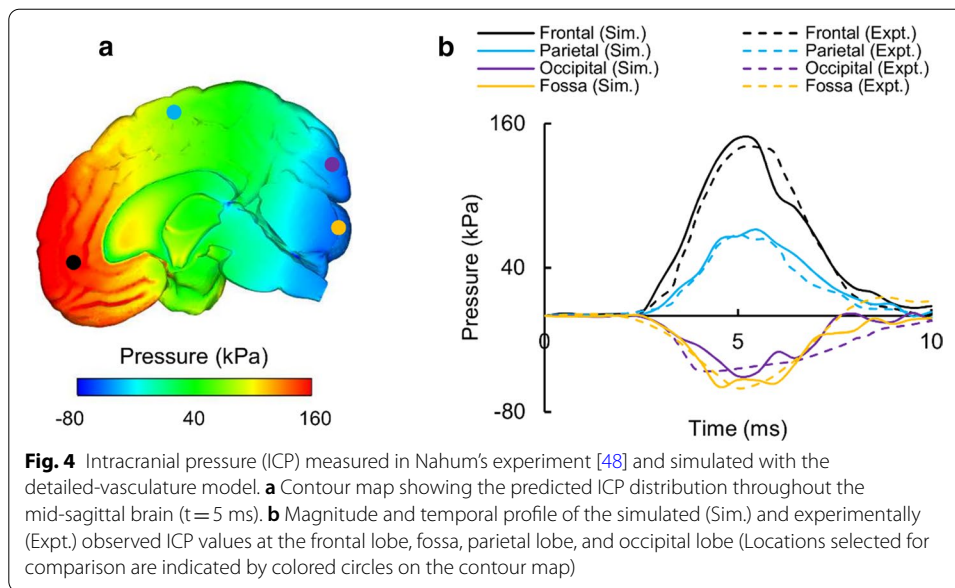 a
Pressure (kPa)
-80 40 160
b
Frontal (Sim.) Frontal (Expt.)
Parietal (Sim.) Parietal (Expt.)
Occipital (Sim.) Occipital (Expt.)
Fossa (Sim.) Fossa (Expt.)
Pressure (kPa)
160
40
0 5 10
-80
Time (ms)
Fig. 4 Intracranial pressure (ICP) measured in Nahum's experiment [48] and simulated with the
detailed-vasculature model. a Contour map showing the predicted ICP distribution throughout the
mid-sagittal brain (t = 5 ms). b Magnitude and temporal profile of the simulated (Sim.) and experimentally
(Expt.) observed ICP values at the frontal lobe, fossa, parietal lobe, and occipital lobe (Locations selected for
comparison are indicated by colored circles on the contour map)